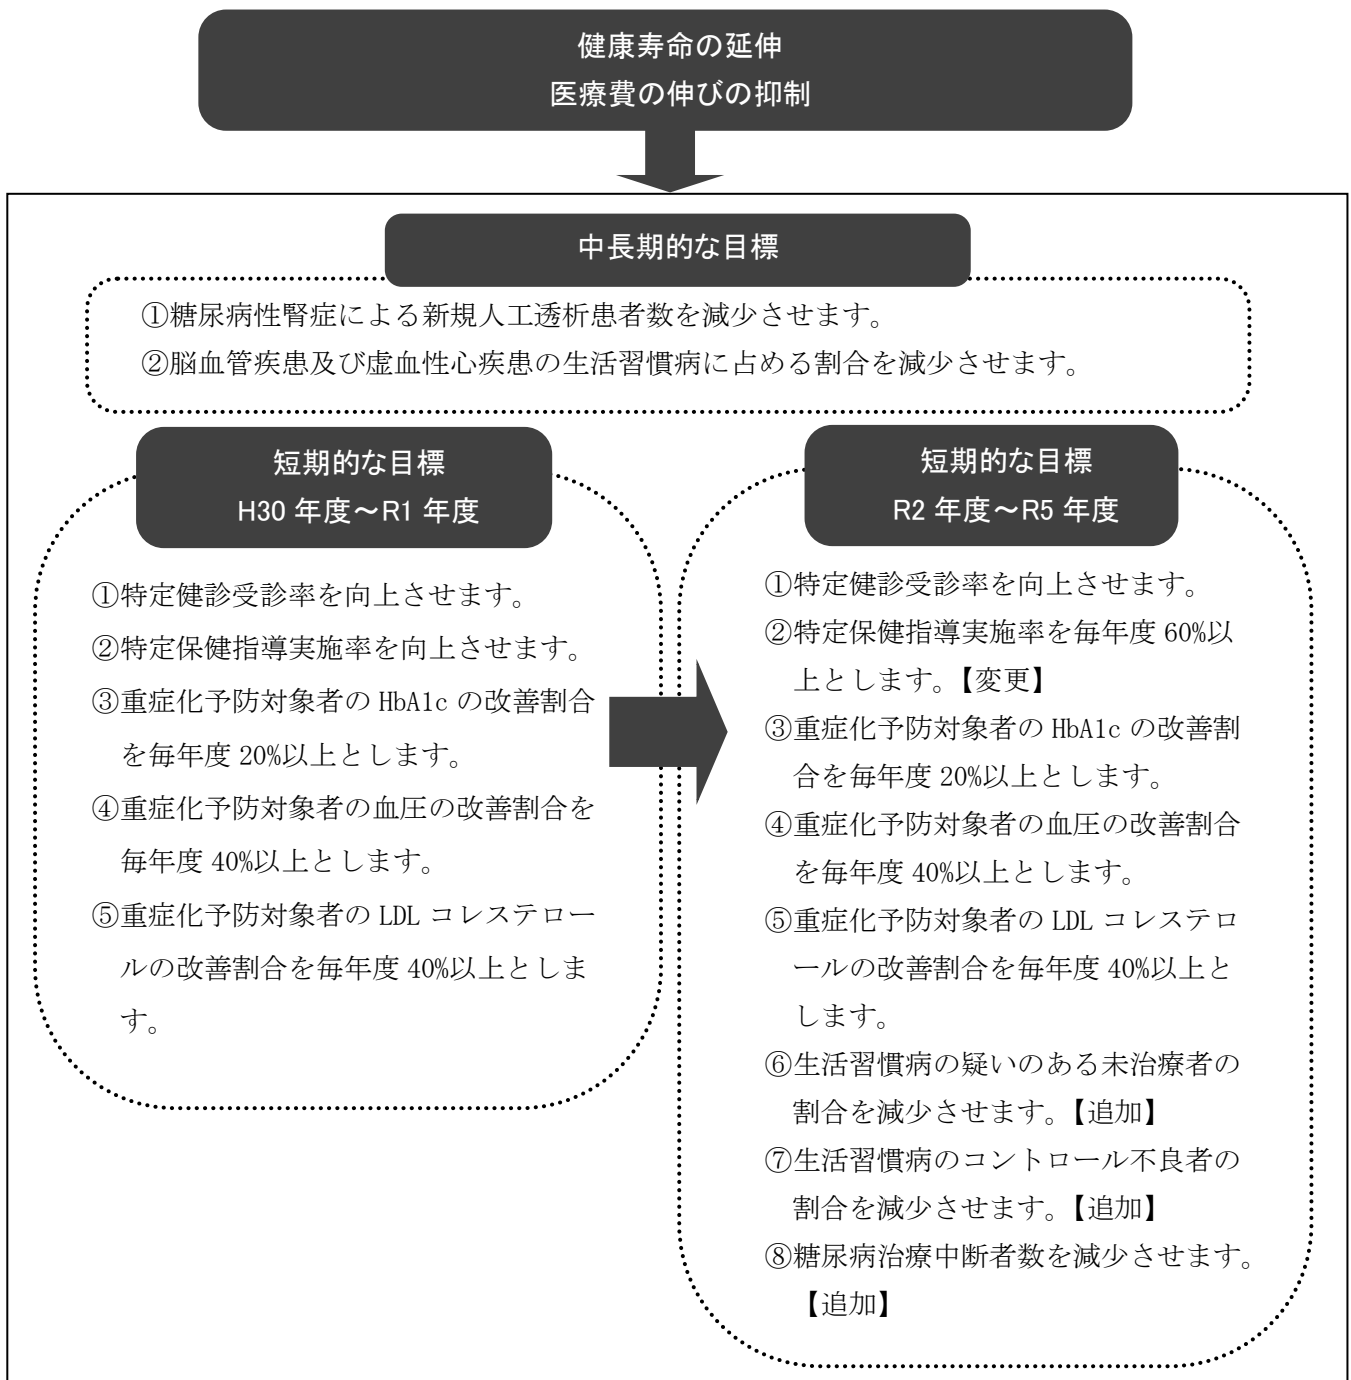 健康寿命の延伸
医療費の伸びの抑制
中長期的な目標
①糖尿病性腎症による新規人工透析患者数を減少させます。
②脳血管疾患及び虚血性心疾患の生活習慣病に占める割合を減少させます。
短期的な目標
H30 年度～R1 年度
①特定健診受診率を向上させます。
②特定保健指導実施率を向上させます。
③重症化予防対象者の HbA1c の改善割合
を毎年度 20%以上とします。
④重症化予防対象者の血圧の改善割合を
毎年度 40%以上とします。
⑤重症化予防対象者の LDL コレステロー
ルの改善割合を毎年度 40%以上としま
す。
短期的な目標
R2 年度～R5 年度
①特定健診受診率を向上させます。
②特定保健指導実施率を毎年度 60%以
上とします。【変更】
③重症化予防対象者の HbA1c の改善割
合を毎年度 20%以上とします。
④重症化予防対象者の血圧の改善割合
を毎年度 40%以上とします。
⑤重症化予防対象者の LDL コレステロ
ールの改善割合を毎年度 40%以上と
します。
⑥生活習慣病の疑いのある未治療者の
割合を減少させます。【追加】
⑦生活習慣病のコントロール不良者の
割合を減少させます。【追加】
⑧糖尿病治療中断者数を減少させます。
【追加】